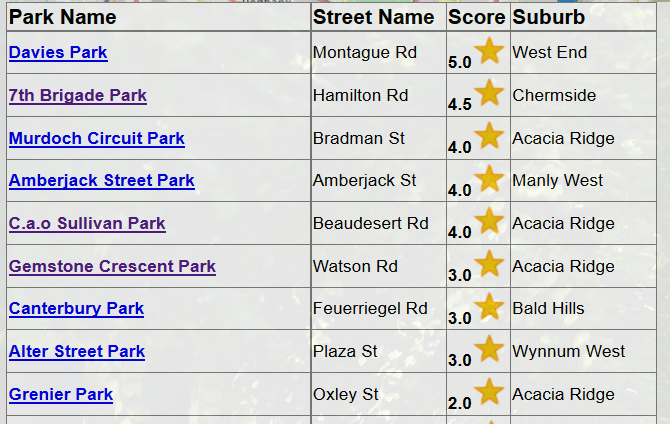 Park Name Street Name Score Suburb
Davies Park Montague Rd 5.0 West End
7th Brigade Park Hamilton Rd 4.5 Chermside
Murdoch Circuit Park Bradman St 4.0 Acacia Ridge
Amberjack Street Park Amberjack St 4.0 Manly West
C.a.o Sullivan Park Beaudesert Rd 4.0 Acacia Ridge
Gemstone Crescent Park Watson Rd 3.0 Acacia Ridge
Canterbury Park Feuerriegel Rd 3.0 Bald Hills
Alter Street Park Plaza St 3.0 Wynnum West
Grenier Park Oxley St 2.0 Acacia Ridge